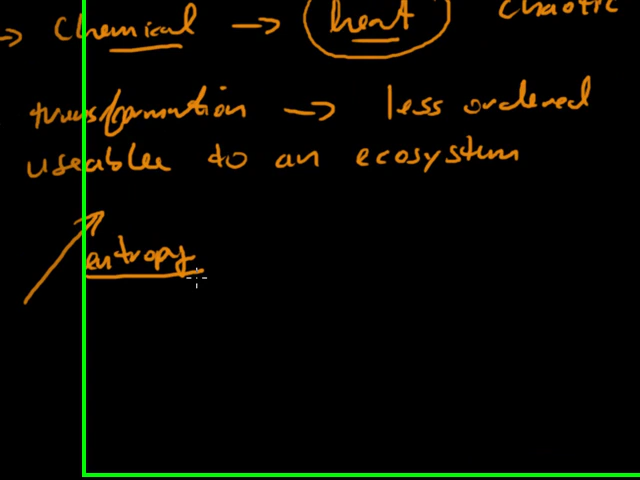 → Chemical → heat chaotic
transformation → less ordered
useable to an ecosystem
entropy